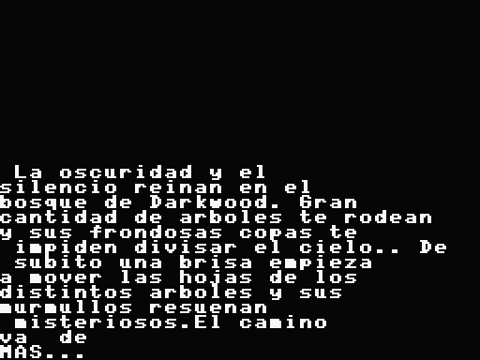 La oscuridad y el
silencio reinan en el
bosque de Darkwood. Gran
cantidad de arboles te rodean
y sus frondosas copas te
impiden divisar el cielo.. De
subito una brisa empieza
a mover las hojas de los
distintos arboles y sus
murmullos resuenan
misteriosos.El camino
va de
MAS...